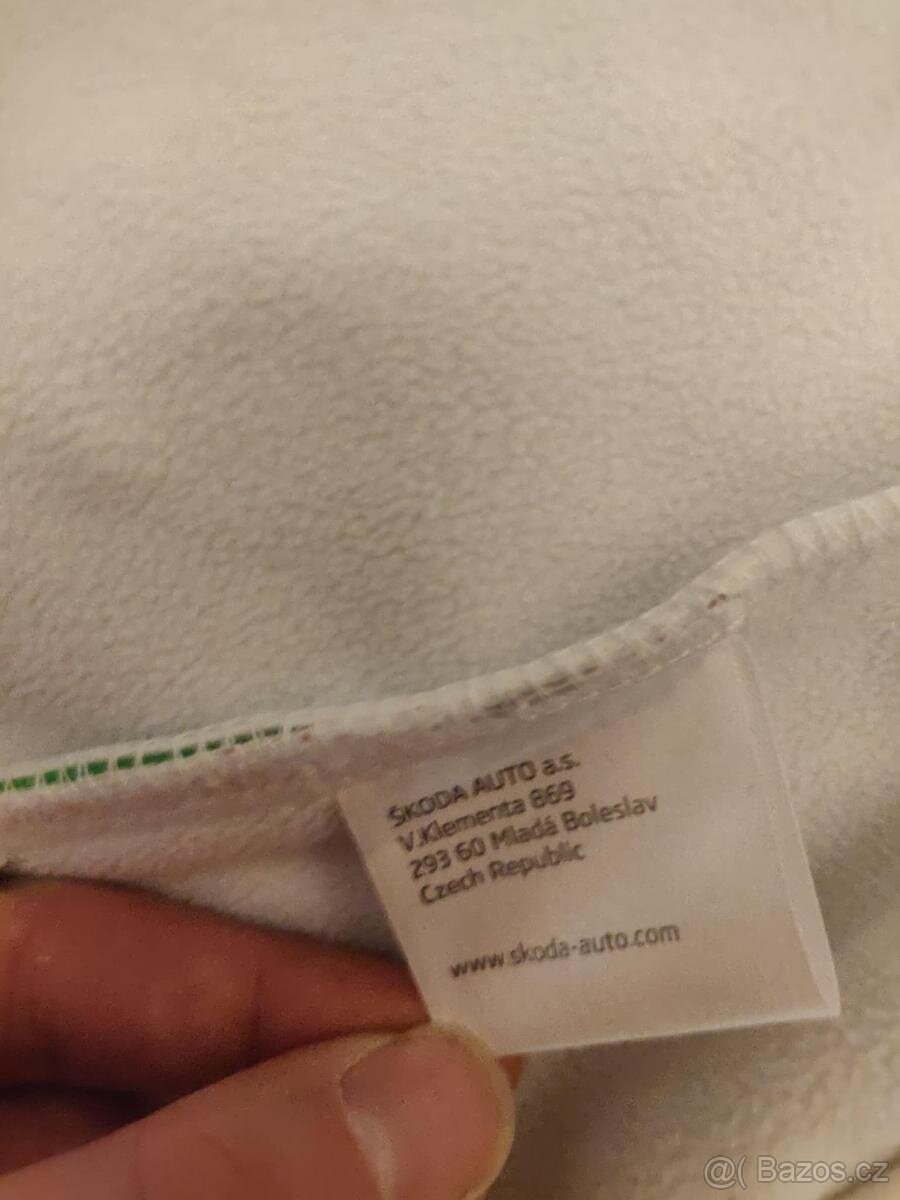 ŠKODA AUTO a.s.
V.Klementa 869
293 60 Mladá Boleslav
Czech Republic
www.skoda-auto.com
@( Bazos.cz